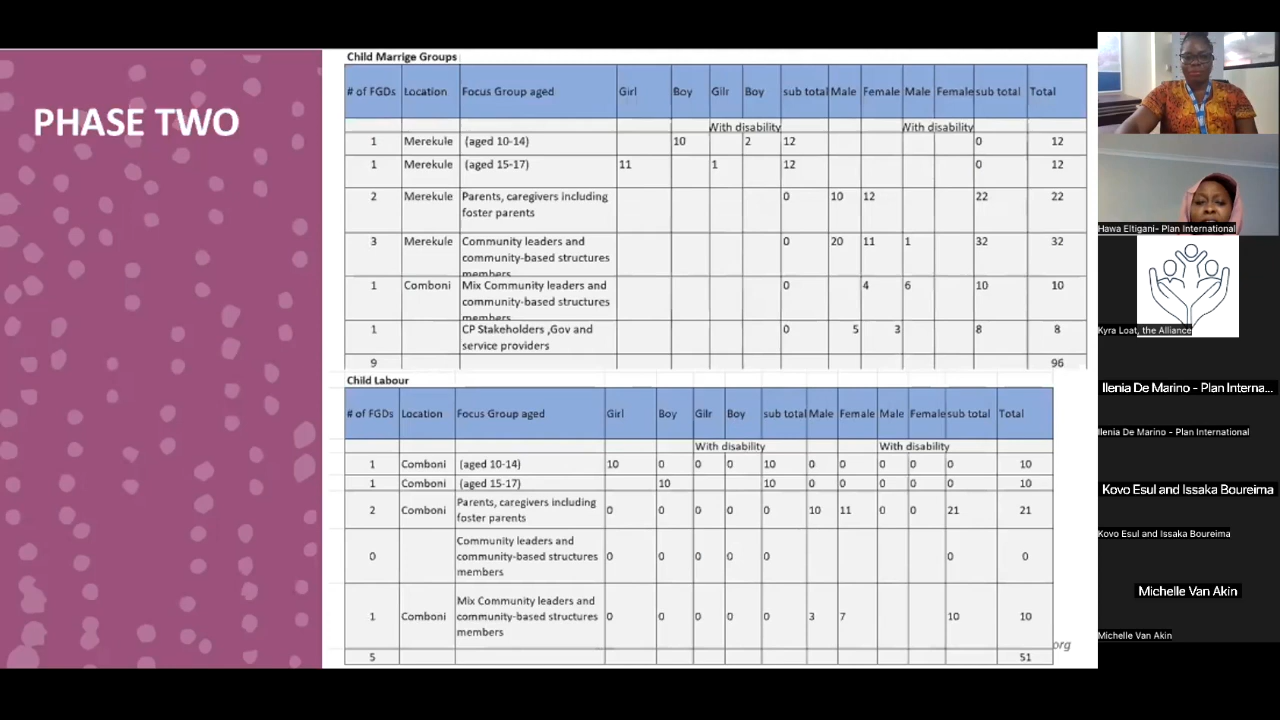 PHASE TWO
Child Marrige Groups
# of FGDs Location Focus Group aged Girl Boy Gilr Boy sub total Male Female Male Female sub total Total
With disability With disability
1 Merekule (aged 10-14) 10 2 12 0 12
1 Merekule (aged 15-17) 11 1 12 0 12
2 Merekule Parents, caregivers including 0 10 12 22 22
foster parents
3 Merekule Community leaders and 0 20 11 1 32 32
community-based structures
members
1 Comboni Mix Community leaders and 0 4 6 10 10
community-based structures
members
1 CP Stakeholders ,Gov and 0 5 3 8 8
service providers
9 96
Child Labour
# of FGDs Location Focus Group aged Girl Boy Gilr Boy sub total Male Female Male Female sub total Total
With disability With disability
1 Comboni (aged 10-14) 10 0 0 0 10 0 0 0 0 0 10
1 Comboni (aged 15-17) 10 0 0 10 0 0 0 0 0 10
2 Comboni Parents, caregivers including 0 0 0 0 0 10 11 0 0 21 21
foster parents
Community leaders and
0 community-based structures 0 0 0 0 0 0 0
members
Mix Community leaders and
1 Comboni community-based structures 0 0 0 0 0 3 7 10 10
members
5 51
org
Hawa Eltigani- Plan International
Kyra Loat, the Alliance
Ilenia De Marino - Plan Interna...
Ilenia De Marino - Plan International
Kovo Esul and Issaka Boureima
Kovo Esul and Issaka Boureima
Michelle Van Akin
Michelle Van Akin